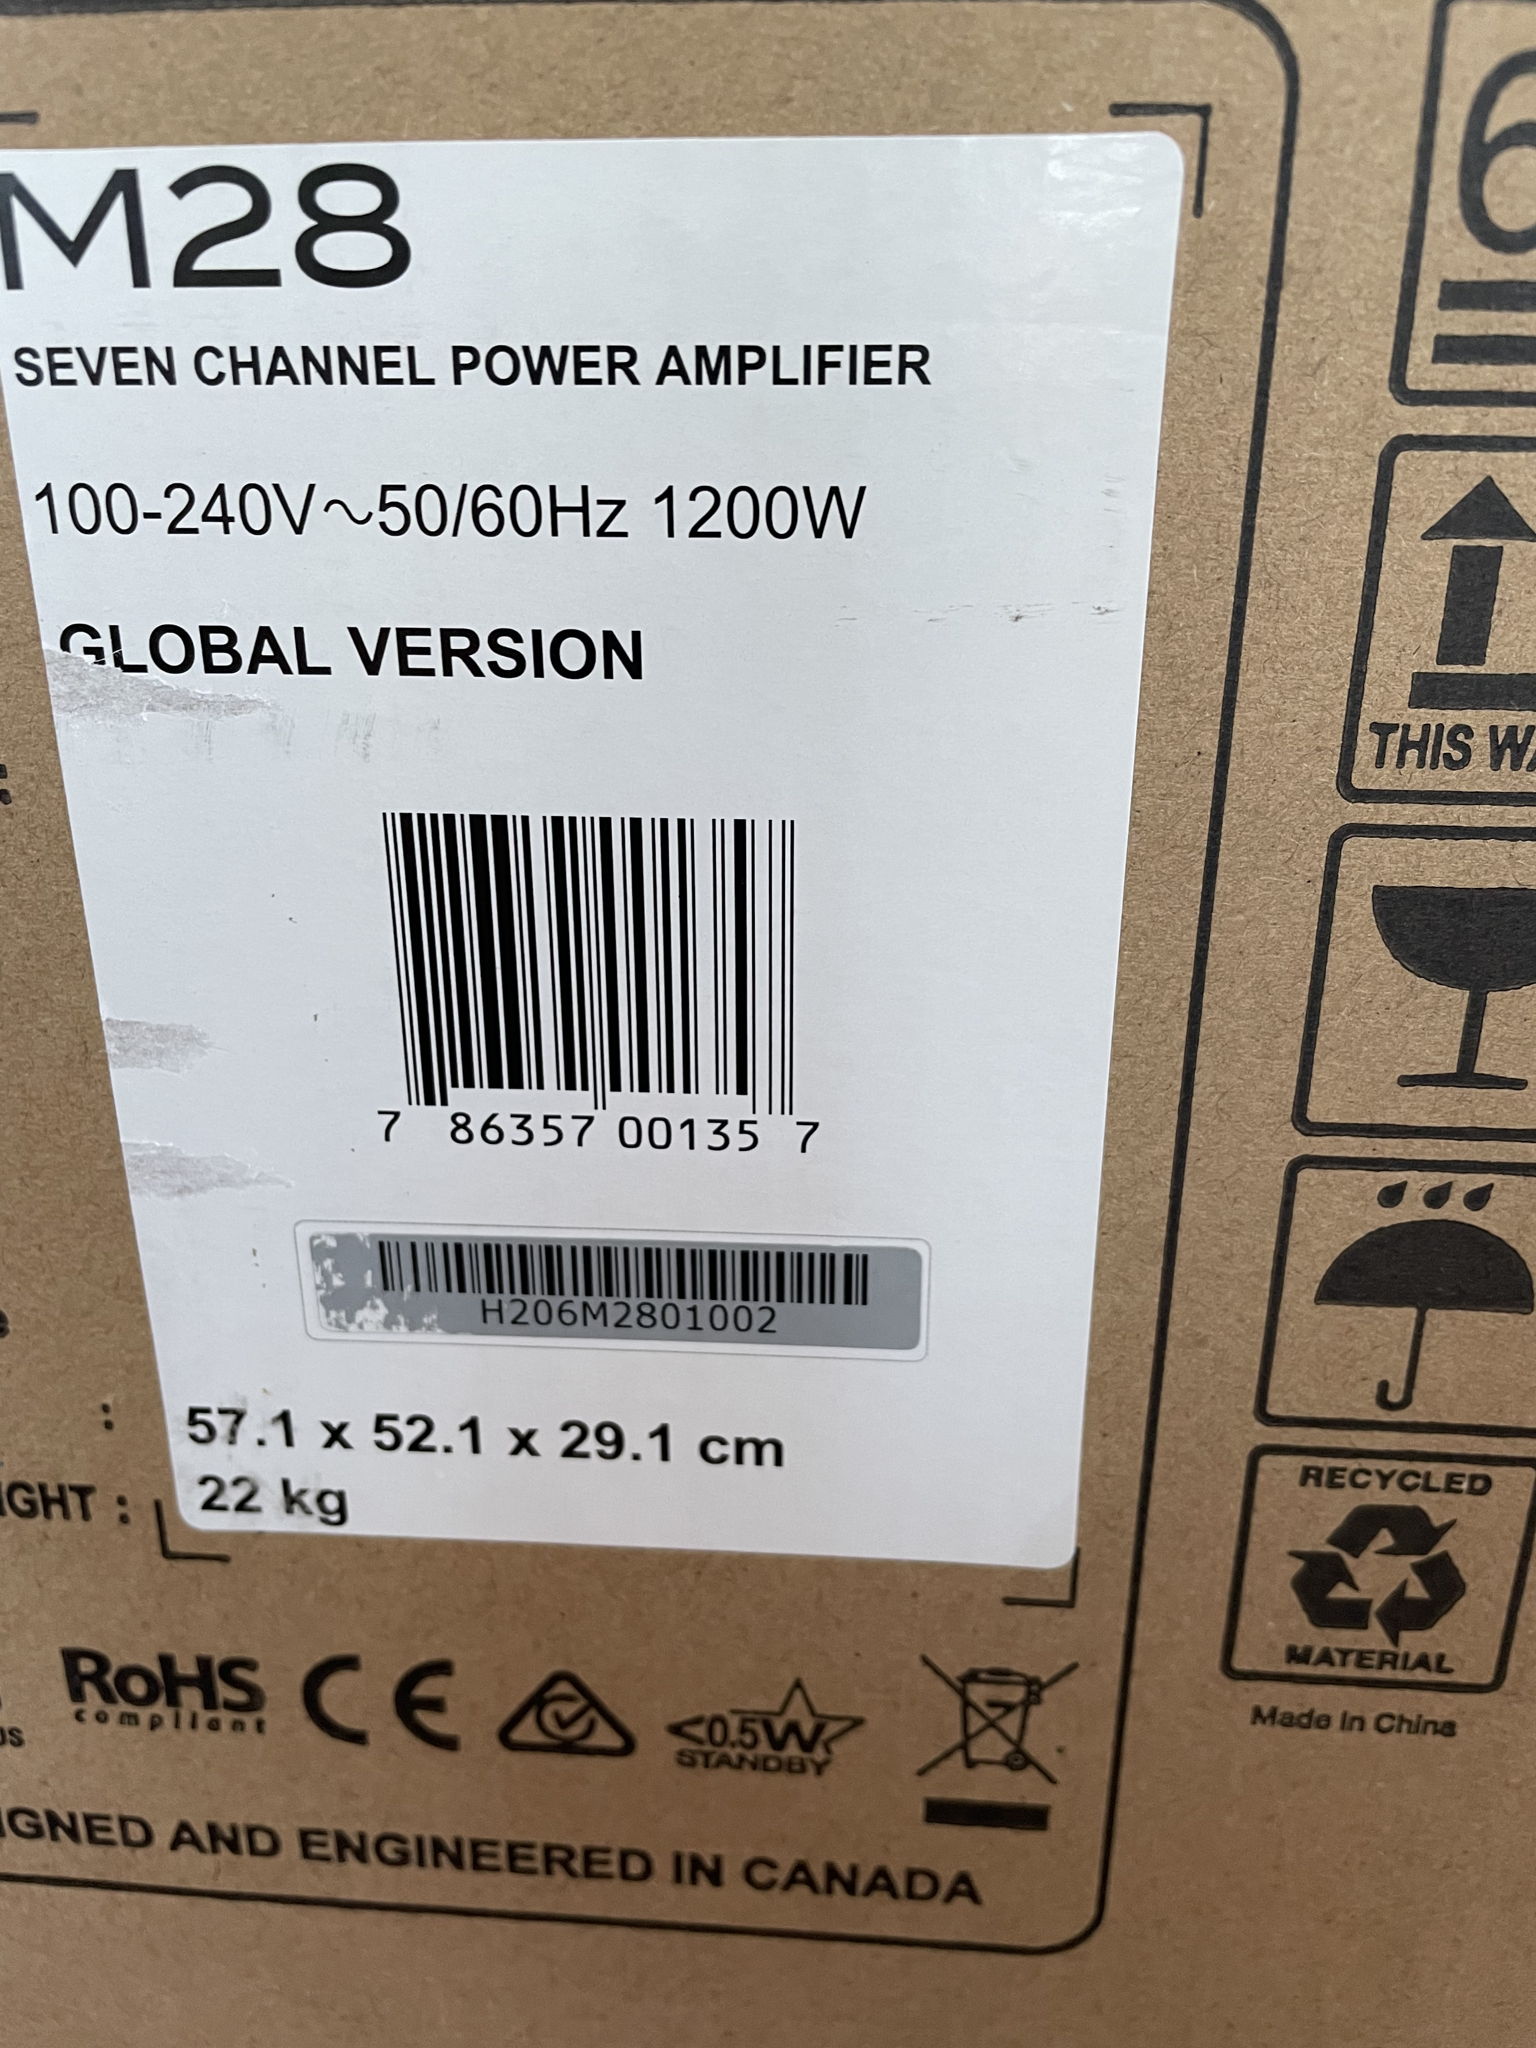 M28
SEVEN CHANNEL POWER AMPLIFIER
100-240V~50/60Hz 1200W
GLOBAL VERSION
7 86357 00135 7
H206M2801002
57.1 x 52.1 x 29.1 cm
: 
IGHT : 22 kg
RoHS
compliant
CE
<0.5W
STANDBY
US
IGNED AND ENGINEERED IN CANADA
6
THIS WA
RECYCLED
MATERIAL
Made In China